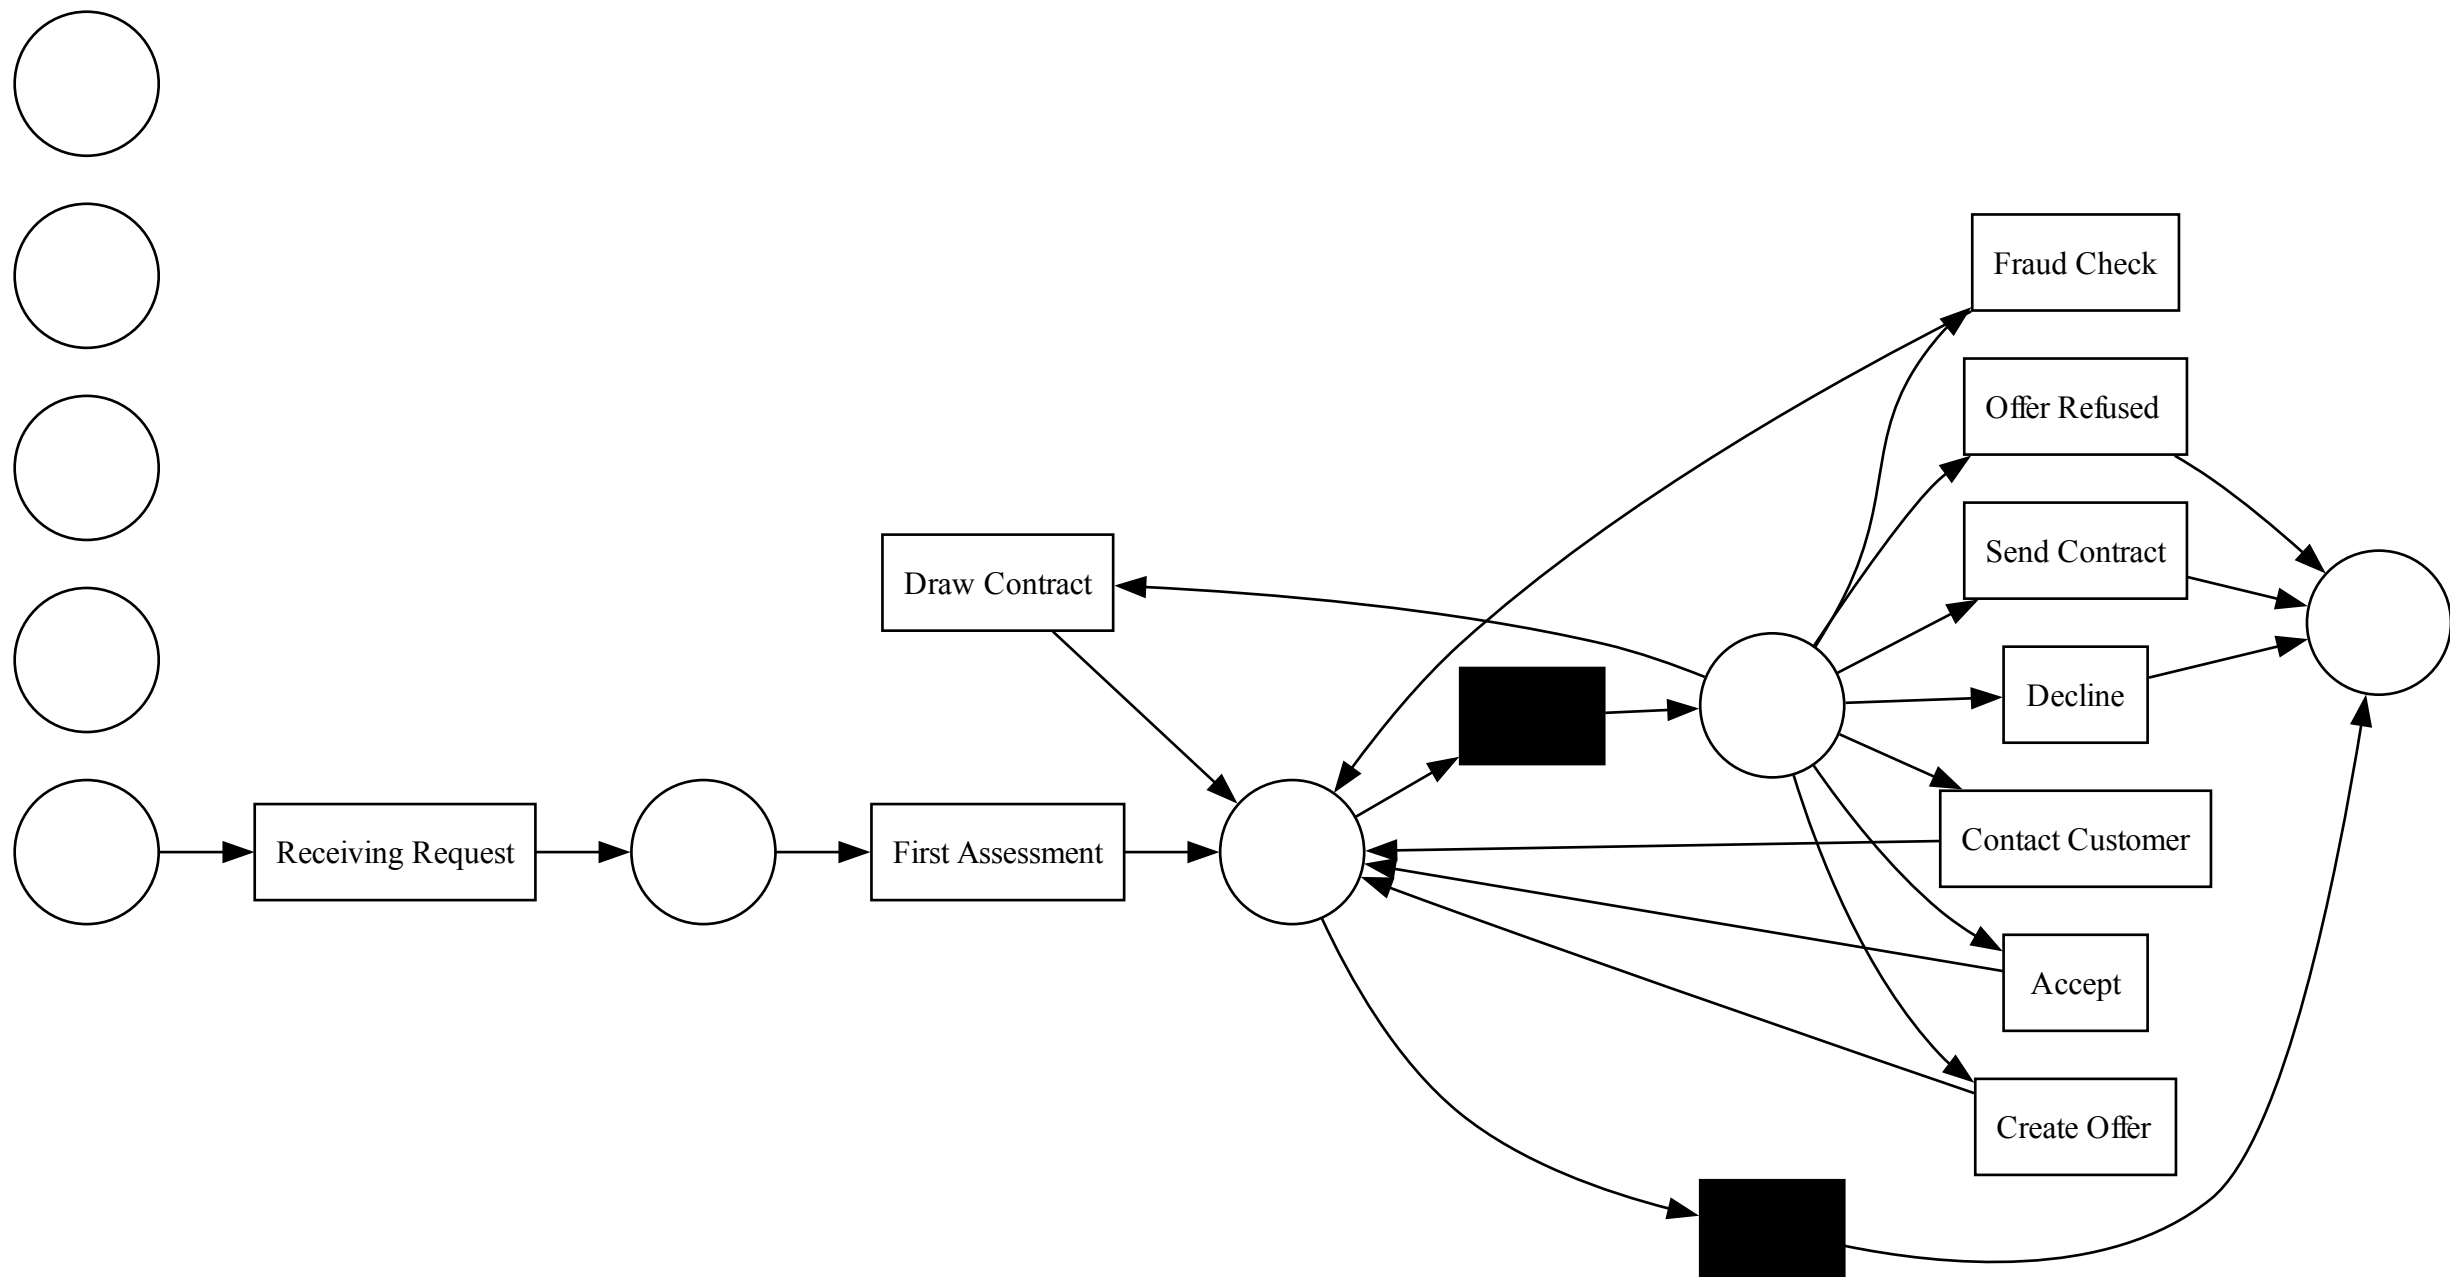 Fraud Check
Offer Refused
Send Contract
Draw Contract
Decline
Receiving Request
First Assessment
Contact Customer
Accept
Create Offer